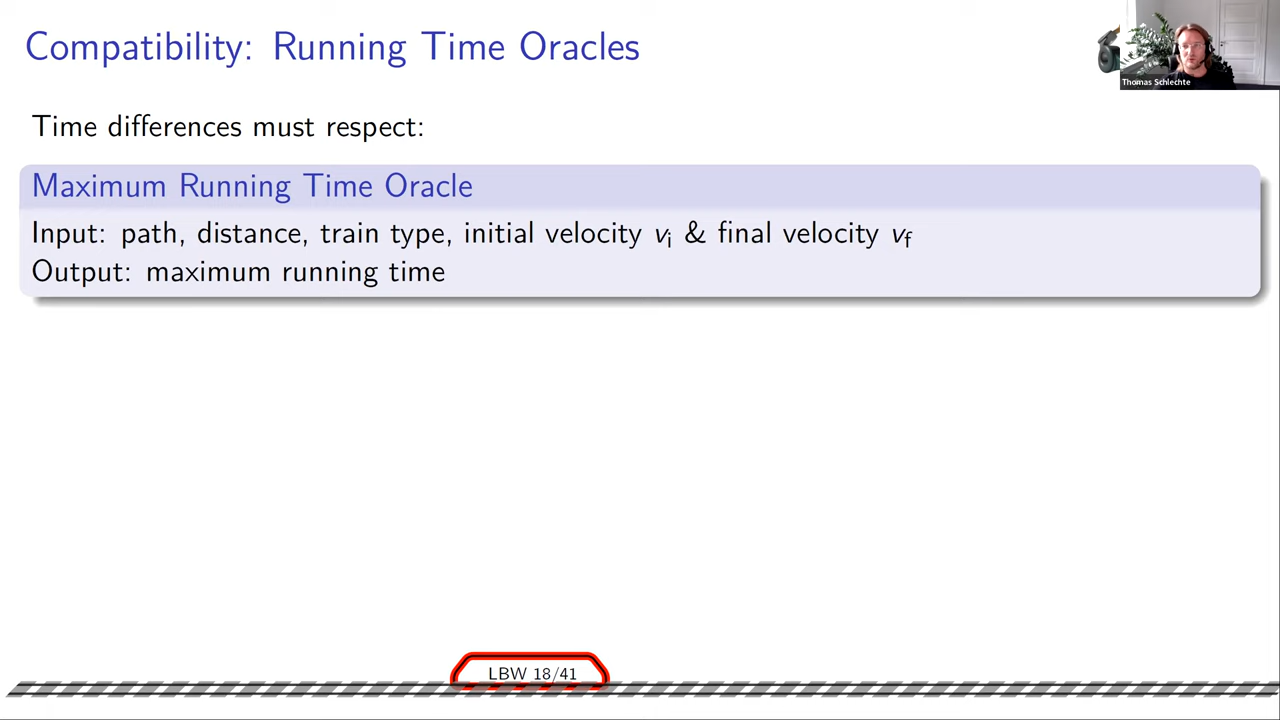 Compatibility: Running Time Oracles
Thomas Schlechte
Time differences must respect:
Maximum Running Time Oracle
Input: path, distance, train type, initial velocity vi & final velocity vf
Output: maximum running time
LBW 18/41